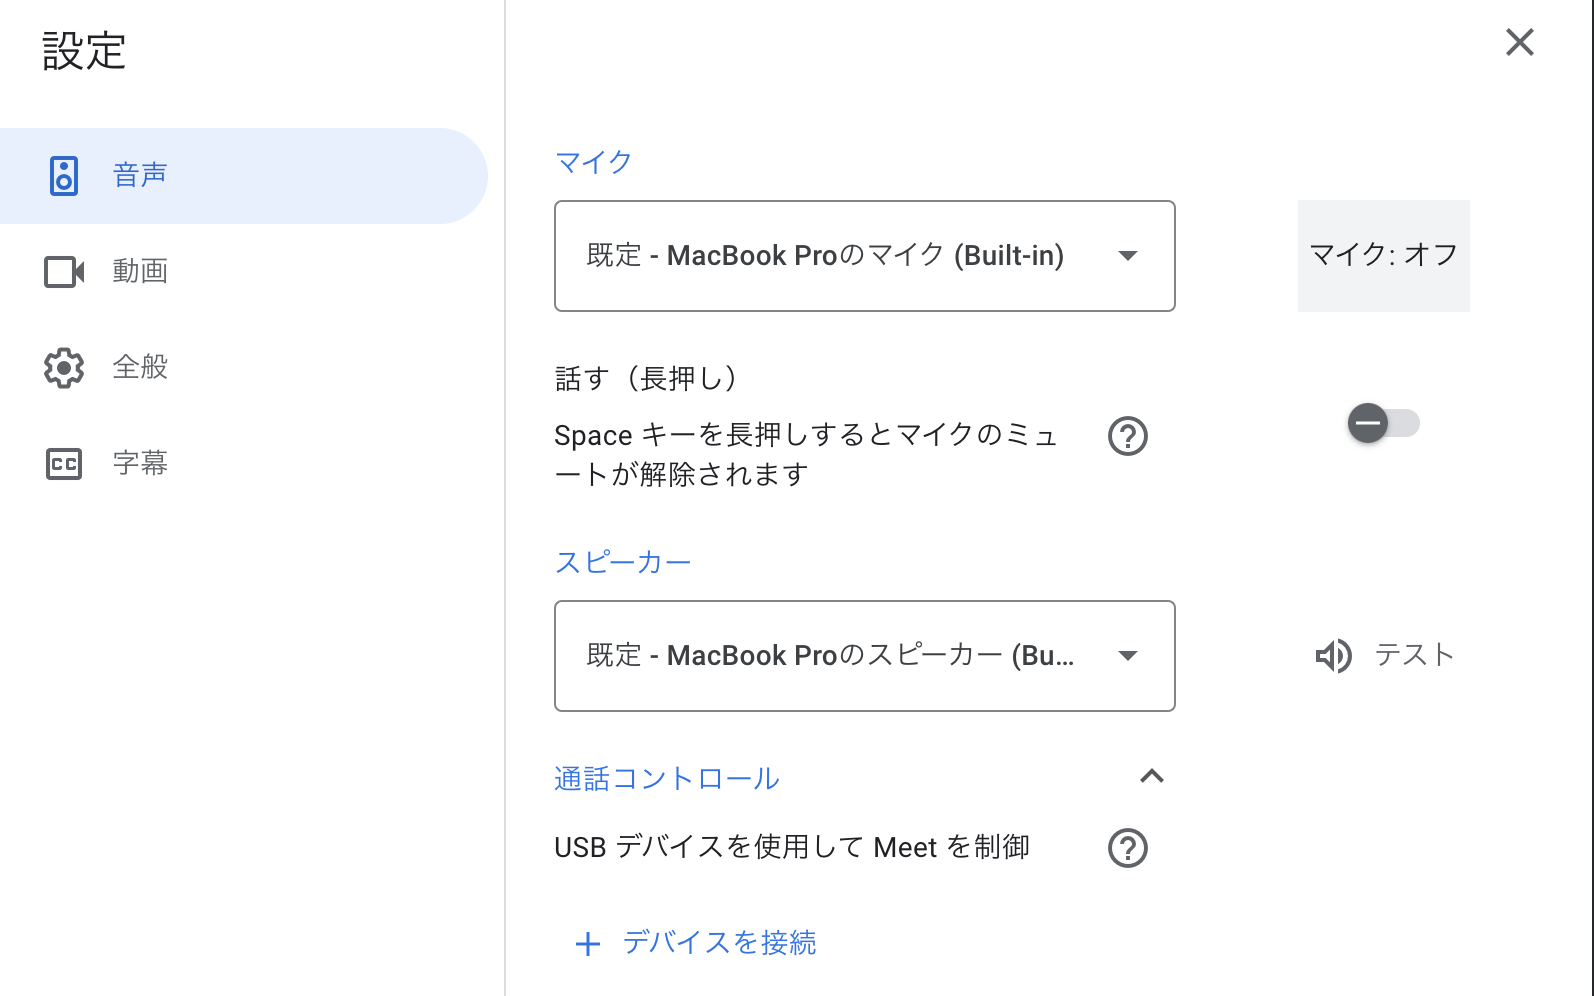 設定
音声
動画
全般
字幕
マイク
既定 - MacBook Proのマイク (Built-in)
マイク: オフ
話す（長押し）
Space キーを長押しするとマイクのミュ
ートが解除されます
スピーカー
既定 - MacBook Proのスピーカー (Bu...
テスト
通話コントロール
USB デバイスを使用して Meet を制御
デバイスを接続